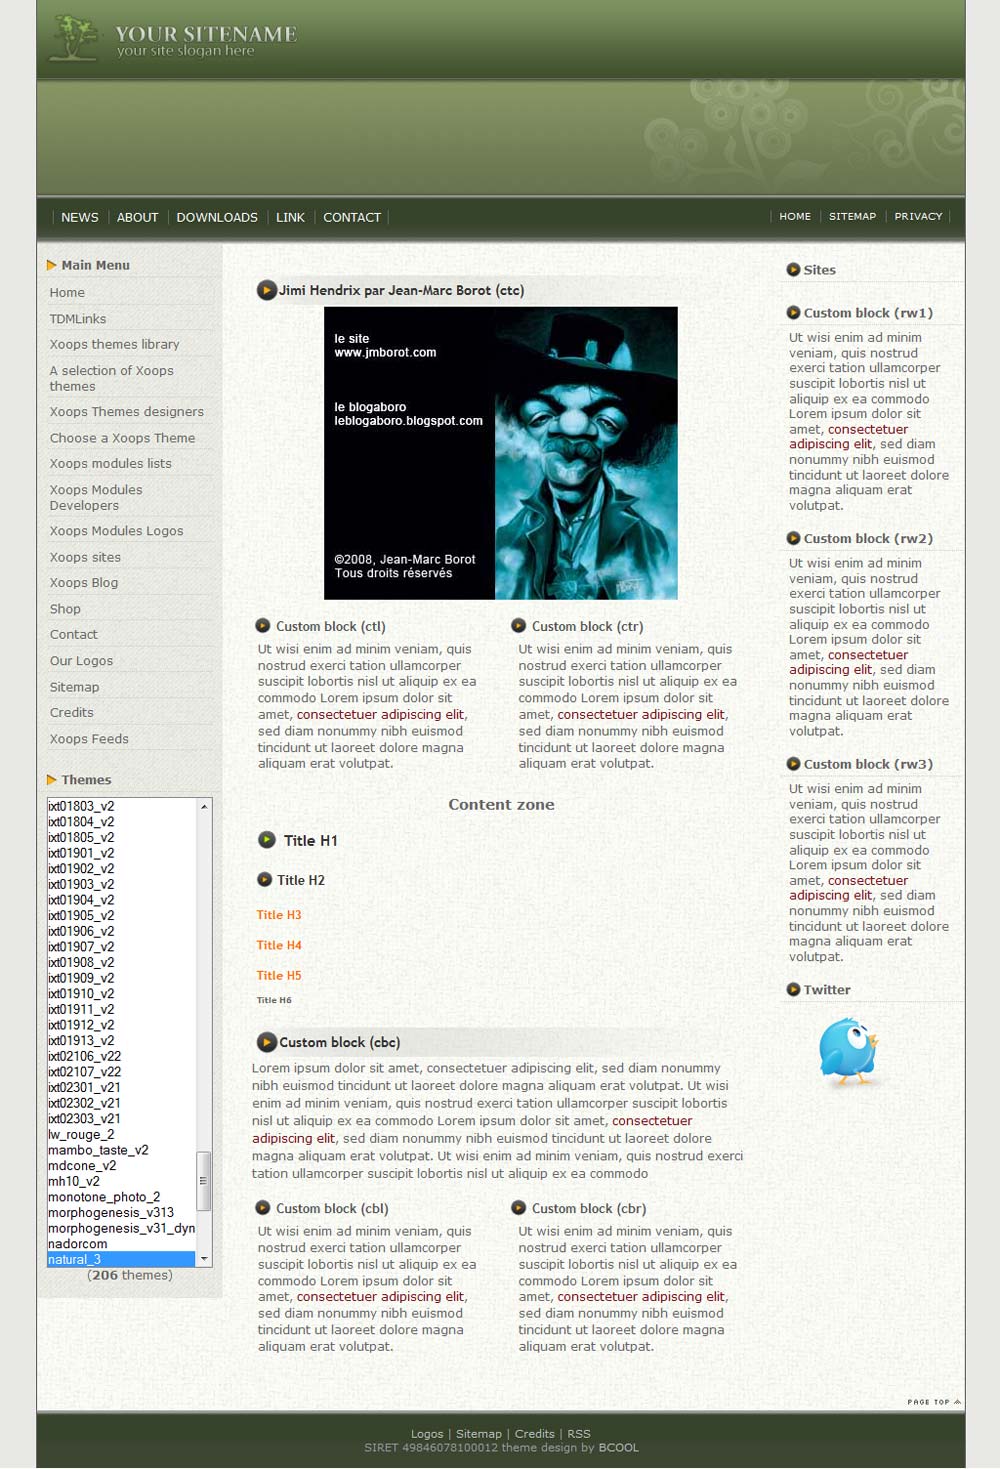 YOUR SITENAME
your site slogan here
NEWS ABOUT DOWNLOADS LINK CONTACT
HOME SITEMAP PRIVACY
Main Menu
Home
TDMLinks
Xoops themes library
A selection of Xoops
themes
Xoops Themes designers
Choose a Xoops Theme
Xoops modules lists
Xoops Modules
Developers
Xoops Modules Logos
Xoops sites
Xoops Blog
Shop
Contact
Our Logos
Sitemap
Credits
Xoops Feeds
Themes
ixt01803_v2
ixt01804_v2
ixt01805_v2
ixt01901_v2
ixt01902_v2
ixt01903_v2
ixt01904_v2
ixt01905_v2
ixt01906_v2
ixt01907_v2
ixt01908_v2
ixt01909_v2
ixt01910_v2
ixt01911_v2
ixt01912_v2
ixt01913_v2
ixt02106_v22
ixt02107_v22
ixt02301_v21
ixt02302_v21
ixt02303_v21
lw_rouge_2
mambo_taste_v2
mdcone_v2
mh10_v2
monotone_photo_2
morphogenesis_v313
morphogenesis_v31_dyn
nadorcom
natural_3
(206 themes)
Jimi Hendrix par Jean-Marc Borot (ctc)
le site
www.jmborot.com
le blogaboro
leblogaboro.blogspot.com
©2008, Jean-Marc Borot
Tous droits réservés
Custom block (ctl)
Ut wisi enim ad minim veniam, quis
nostrud exerci tation ullamcorper
suscipit lobortis nisl ut aliquip ex ea
commodo Lorem ipsum dolor sit
amet, consectetuer adipiscing elit,
sed diam nonummy nibh euismod
tincidunt ut laoreet dolore magna
aliquam erat volutpat.
Custom block (ctr)
Ut wisi enim ad minim veniam, quis
nostrud exerci tation ullamcorper
suscipit lobortis nisl ut aliquip ex ea
commodo Lorem ipsum dolor sit
amet, consectetuer adipiscing elit,
sed diam nonummy nibh euismod
tincidunt ut laoreet dolore magna
aliquam erat volutpat.
Content zone
Title H1
Title H2
Title H3
Title H4
Title H5
Title H6
Custom block (cbc)
Lorem ipsum dolor sit amet, consectetuer adipiscing elit, sed diam nonummy
nibh euismod tincidunt ut laoreet dolore magna aliquam erat volutpat. Ut wisi
enim ad minim veniam, quis nostrud exerci tation ullamcorper suscipit lobortis
nisl ut aliquip ex ea commodo Lorem ipsum dolor sit amet, consectetuer
adipiscing elit, sed diam nonummy nibh euismod tincidunt ut laoreet dolore
magna aliquam erat volutpat. Ut wisi enim ad minim veniam, quis nostrud exerci
tation ullamcorper suscipit lobortis nisl ut aliquip ex ea commodo
Custom block (cbl)
Ut wisi enim ad minim veniam, quis
nostrud exerci tation ullamcorper
suscipit lobortis nisl ut aliquip ex ea
commodo Lorem ipsum dolor sit
amet, consectetuer adipiscing elit,
sed diam nonummy nibh euismod
tincidunt ut laoreet dolore magna
aliquam erat volutpat.
Custom block (cbr)
Ut wisi enim ad minim veniam, quis
nostrud exerci tation ullamcorper
suscipit lobortis nisl ut aliquip ex ea
commodo Lorem ipsum dolor sit
amet, consectetuer adipiscing elit,
sed diam nonummy nibh euismod
tincidunt ut laoreet dolore magna
aliquam erat volutpat.
Sites
Custom block (rw1)
Ut wisi enim ad minim
veniam, quis nostrud
exerci tation ullamcorper
suscipit lobortis nisl ut
aliquip ex ea commodo
Lorem ipsum dolor sit
amet, consectetuer
adipiscing elit, sed diam
nonummy nibh euismod
tincidunt ut laoreet dolore
magna aliquam erat
volutpat.
Custom block (rw2)
Ut wisi enim ad minim
veniam, quis nostrud
exerci tation ullamcorper
suscipit lobortis nisl ut
aliquip ex ea commodo
Lorem ipsum dolor sit
amet, consectetuer
adipiscing elit, sed diam
nonummy nibh euismod
tincidunt ut laoreet dolore
magna aliquam erat
volutpat.
Custom block (rw3)
Ut wisi enim ad minim
veniam, quis nostrud
exerci tation ullamcorper
suscipit lobortis nisl ut
aliquip ex ea commodo
Lorem ipsum dolor sit
amet, consectetuer
adipiscing elit, sed diam
nonummy nibh euismod
tincidunt ut laoreet dolore
magna aliquam erat
volutpat.
Twitter
PAGE TOP
Logos | Sitemap | Credits | RSS
SIRET 49846078100012 theme design by BCOOL